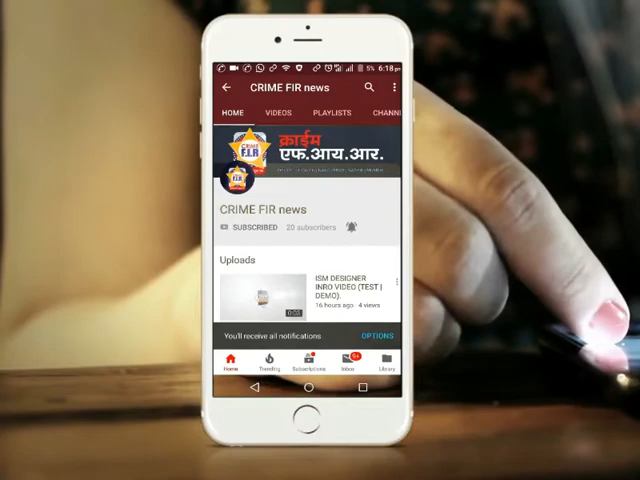 5% 6:18 pm
CRIME FIR news
HOME VIDEOS PLAYLISTS CHANN
CRIME
F.I.R
क्राईम
एफ.आय.आर.
CRIME FIR news
SUBSCRIBED 20 subscribers
Uploads
ISM DESIGNER
INRO VIDEO (TEST |
DEMO).
16 hours ago · 4 views
You'll receive all notifications OPTIONS
9+
Home Trending Subscriptions Inbox Library